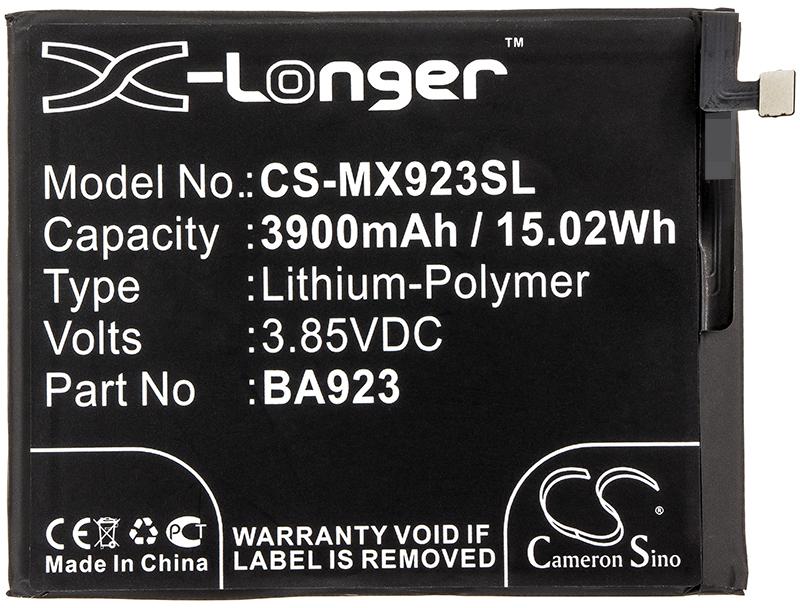 X-Longer™
Model No.: CS-MX923SL
Capacity : 3900mAh / 15.02Wh
Type : Lithium-Polymer
Volts : 3.85VDC
Part No : BA923
CE PCT
Made In China
WARRANTY VOID IF
LABEL IS REMOVED
CS®
Cameron Sino